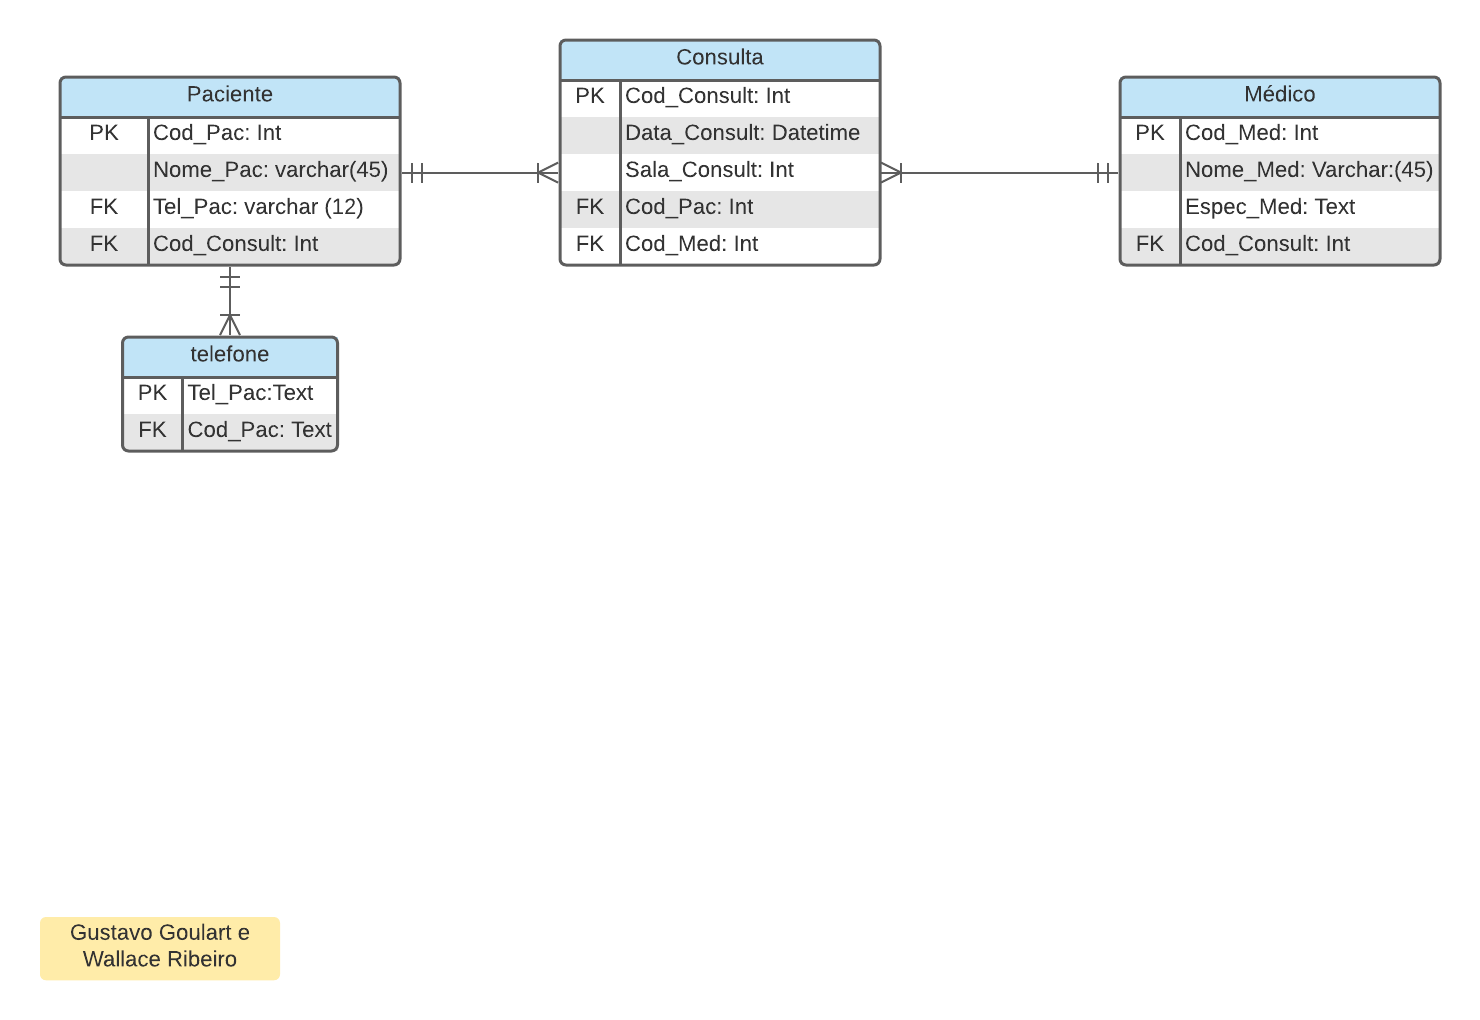 Paciente
PK Cod_Pac: Int
Nome_Pac: varchar(45)
FK Tel_Pac: varchar (12)
FK Cod_Consult: Int
Consulta
PK Cod_Consult: Int
Data_Consult: Datetime
Sala_Consult: Int
FK Cod_Pac: Int
FK Cod_Med: Int
Médico
PK Cod_Med: Int
Nome_Med: Varchar:(45)
Espec_Med: Text
FK Cod_Consult: Int
telefone
PK Tel_Pac:Text
FK Cod_Pac: Text
Gustavo Goulart e
Wallace Ribeiro